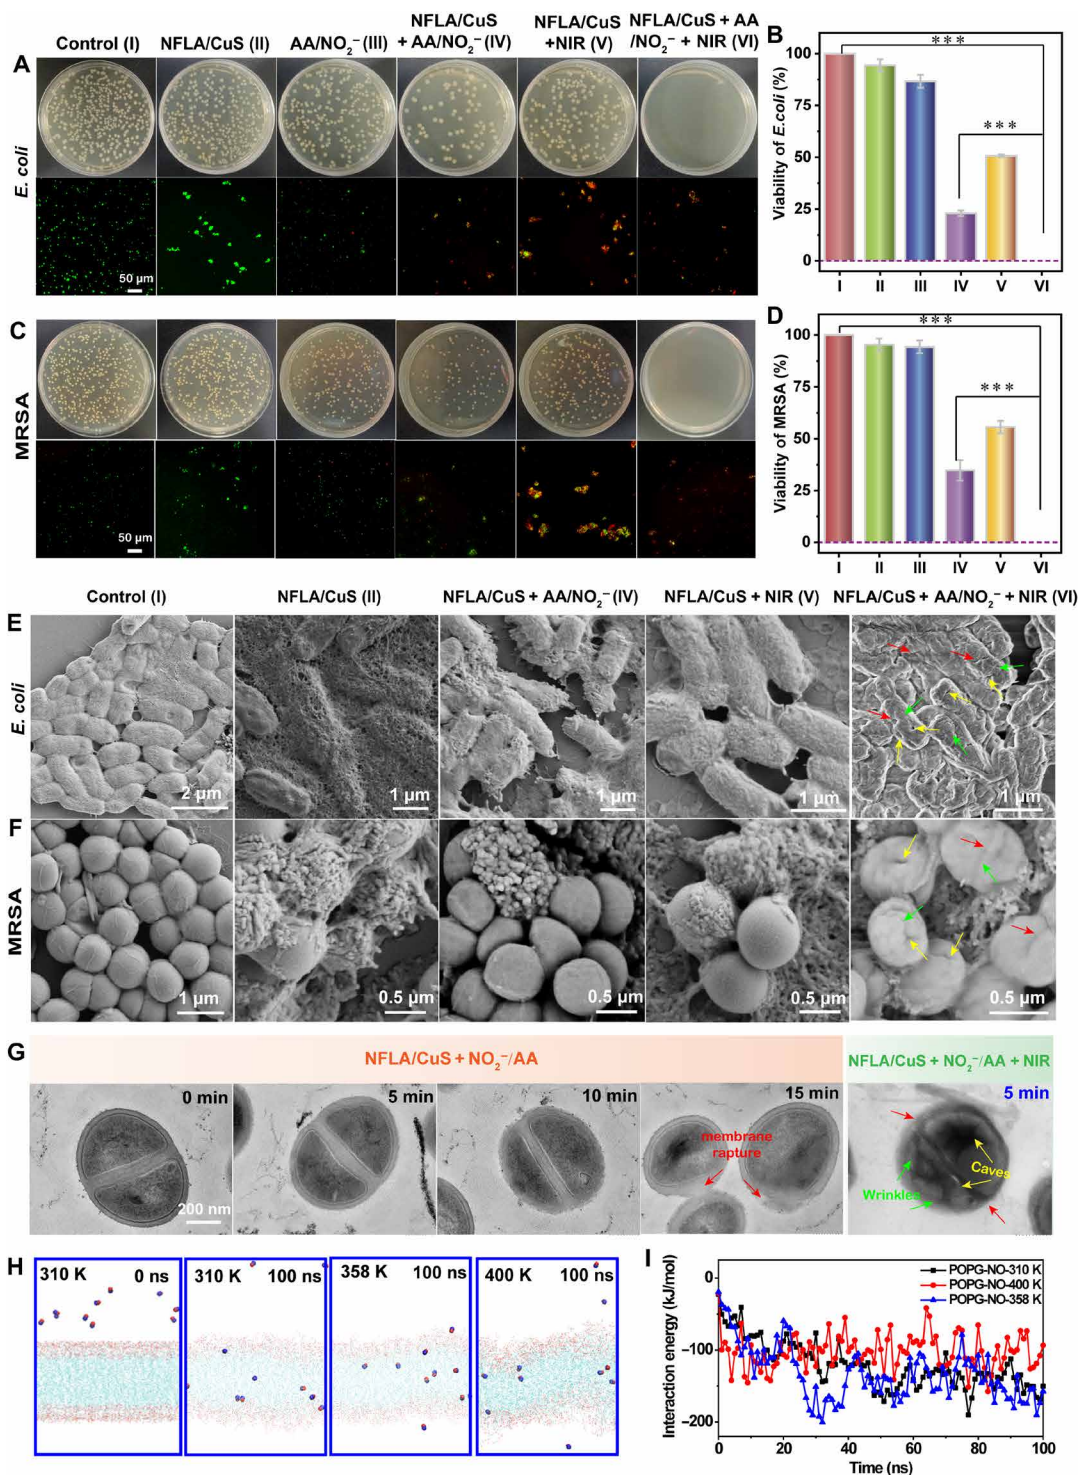 Control (I)
NFLA/CuS (II)
AA/NO₂⁻ (III)
NFLA/CuS
+ AA/NO₂⁻ (IV)
NFLA/CuS
+NIR (V)
NFLA/CuS + AA
/NO₂⁻ + NIR (VI)
A
E. coli
50 µm
B
Viability of E.coli (%)
100
75
50
25
0
***
***
I II III IV V VI
C
MRSA
50 µm
D
Viability of MRSA (%)
100
75
50
25
0
***
***
I II III IV V VI
Control (I)
NFLA/CuS (II)
NFLA/CuS + AA/NO₂⁻ (IV)
NFLA/CuS + NIR (V)
NFLA/CuS + AA/NO₂⁻ + NIR (VI)
E
E. coli
2 µm
1 µm
1 µm
1 µm
1 µm
F
MRSA
1 µm
0.5 µm
0.5 µm
0.5 µm
0.5 µm
G
NFLA/CuS + NO₂⁻/AA
NFLA/CuS + NO₂⁻/AA + NIR
0 min
200 nm
5 min
10 min
15 min
membrane
rapture
5 min
Caves
Wrinkles
H
310 K 0 ns
310 K 100 ns
358 K 100 ns
400 K 100 ns
I
POPG-NO-310 K
POPG-NO-400 K
POPG-NO-358 K
Interaction energy (kJ/mol)
0
−100
−200
0 20 40 60 80 100
Time (ns)